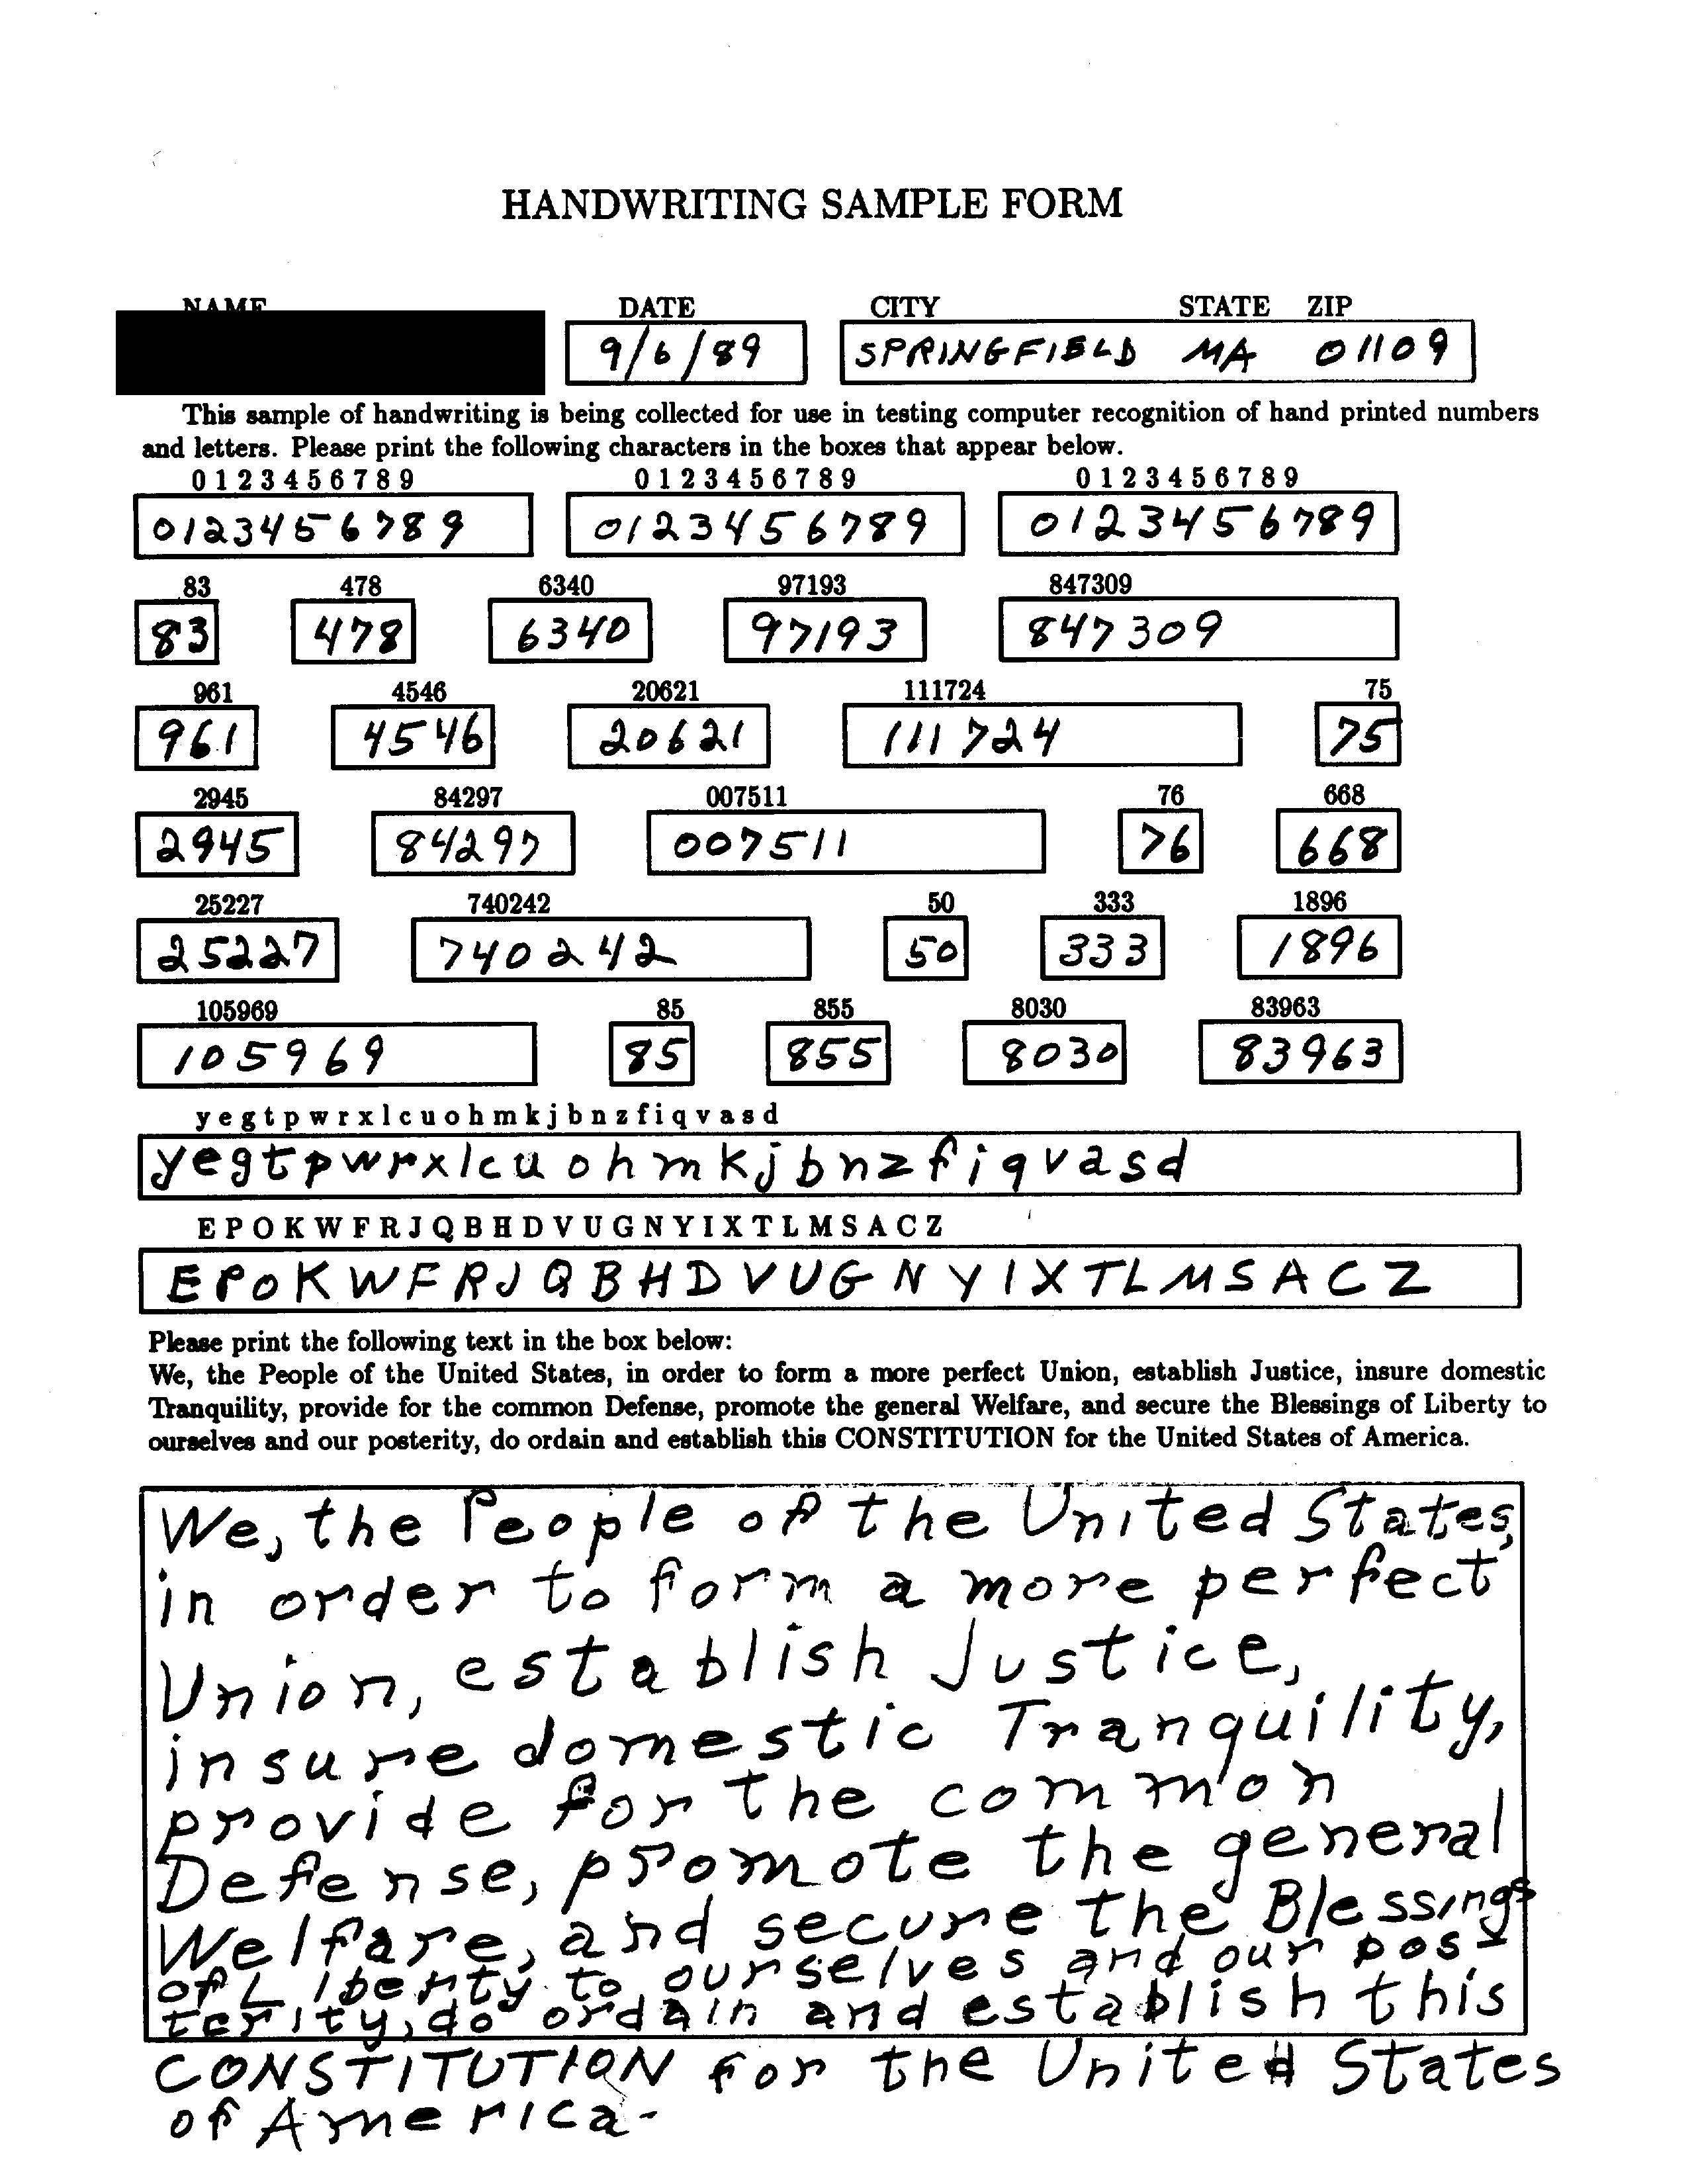 HANDWRITING SAMPLE FORM
NAME DATE CITY STATE ZIP
9/6/89 SPRINGFIELD MA 01109
This sample of handwriting is being collected for use in testing computer recognition of hand printed numbers
and letters. Please print the following characters in the boxes that appear below.
0 1 2 3 4 5 6 7 8 9 0 1 2 3 4 5 6 7 8 9 0 1 2 3 4 5 6 7 8 9
0123456789 0123456789 0123456789
83 478 6340 97193 847309
83 478 6340 97193 847309
961 4546 20621 111724 75
961 4546 20621 111724 75
2945 84297 007511 76 668
2945 84297 007511 76 668
25227 740242 50 333 1896
25227 740242 50 333 1896
105969 85 855 8030 83963
105969 85 855 8030 83963
y e g t p w r x l c u o h m k j b n z f i q v a s d
yegtpwrxlcuohmkjbnzfiqvasd
E P O K W F R J Q B H D V U G N Y I X T L M S A C Z
E P O K W F R J Q B H D V U G N Y I X T L M S A C Z
Please print the following text in the box below:
We, the People of the United States, in order to form a more perfect Union, establish Justice, insure domestic
Tranquility, provide for the common Defense, promote the general Welfare, and secure the Blessings of Liberty to
ourselves and our posterity, do ordain and establish this CONSTITUTION for the United States of America.
We, the People of the United States,
in order to form a more perfect
Union, establish Justice,
insure domestic Tranquility,
provide for the common
Defense, promote the general
Welfare, and secure the Blessings
of Liberty to ourselves and our pos-
terity, do ordain and establish this
CONSTITUTION for the United States
of America-